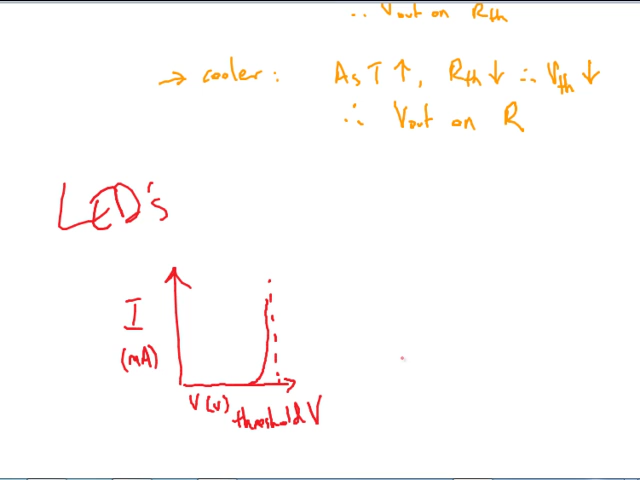 ∴ Vout on Rth
→ cooler: As T ↑, Rth ↓ ∴ Vth ↓
∴ Vout on R
LED's
I
(mA)
V (v)
threshold V